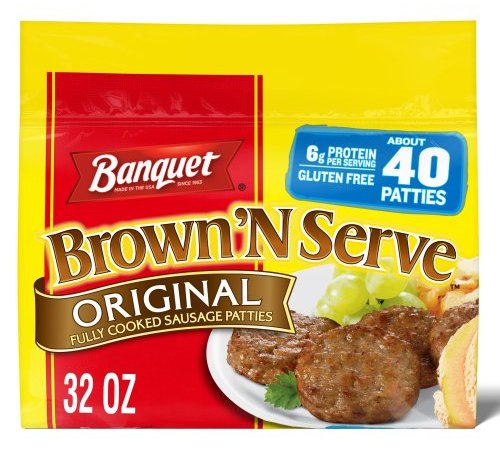 Banquet
MADE IN THE USA SINCE 1953
®
6g PROTEIN
PER SERVING
GLUTEN FREE
ABOUT
40
PATTIES
Brown 'N Serve
™
ORIGINAL
FULLY COOKED SAUSAGE PATTIES
32 OZ